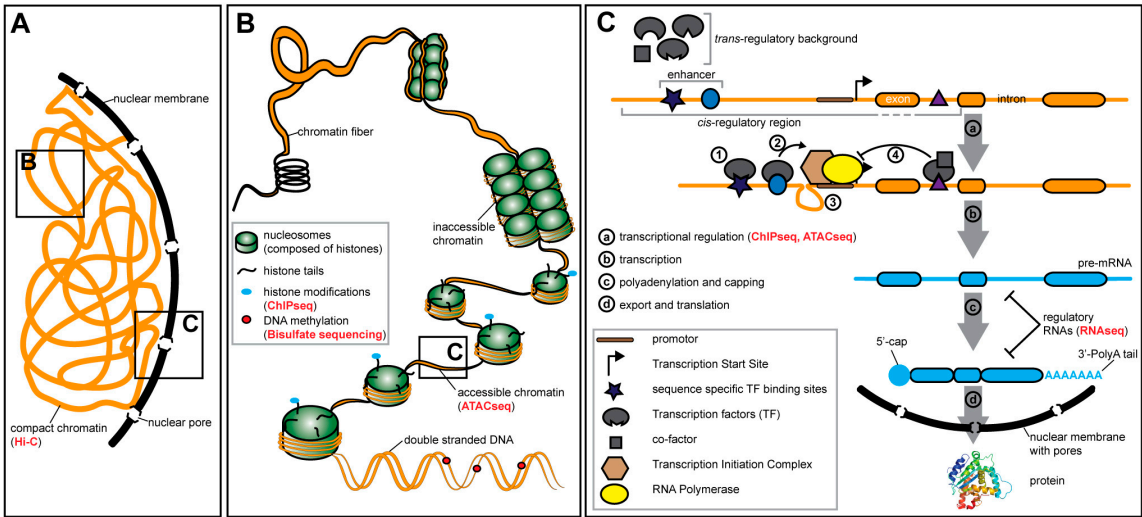 A
nuclear membrane
B
C
compact chromatin
(Hi-C)
nuclear pore
B
chromatin fiber
inaccessible
chromatin
nucleosomes
(composed of histones)
histone tails
histone modifications
(ChIPseq)
DNA methylation
(Bisulfate sequencing)
C
accessible chromatin
(ATACseq)
double stranded DNA
C
trans-regulatory background
enhancer
exon
intron
cis-regulatory region
a
1
2
3
4
b
a transcriptional regulation (ChIPseq, ATACseq)
b transcription
c polyadenylation and capping
d export and translation
pre-mRNA
c
regulatory
RNAs (RNAseq)
5'-cap
3'-PolyA tail
AAAAAAA
d
nuclear membrane
with pores
protein
promotor
Transcription Start Site
sequence specific TF binding sites
Transcription factors (TF)
co-factor
Transcription Initiation Complex
RNA Polymerase